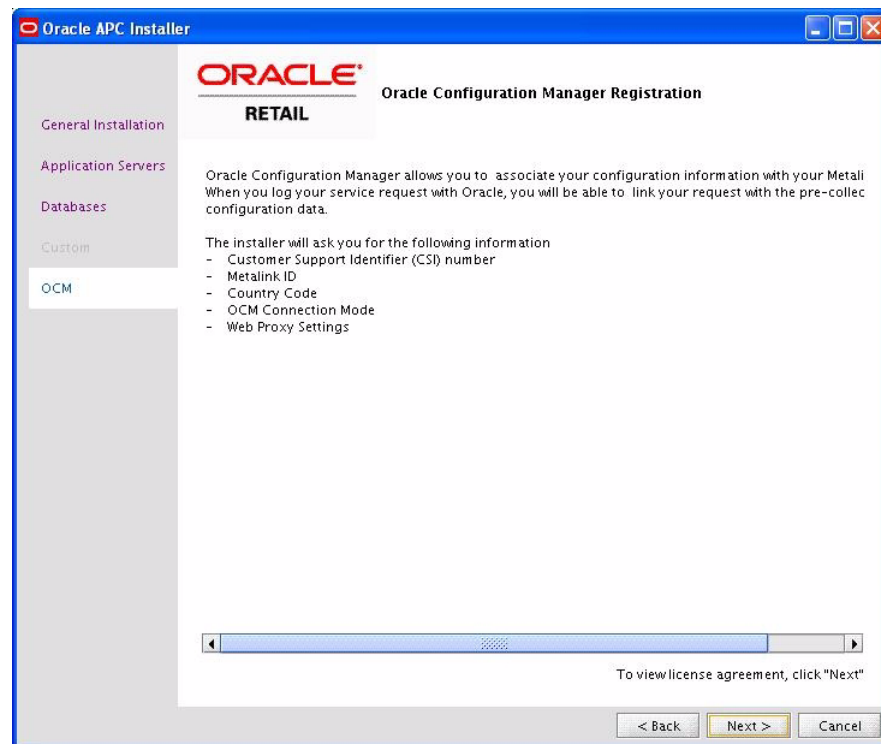 Oracle APC Installer
ORACLE
RETAIL
Oracle Configuration Manager Registration
General Installation
Application Servers
Databases
Custom
OCM
Oracle Configuration Manager allows you to associate your configuration information with your Metali
When you log your service request with Oracle, you will be able to link your request with the pre-collec
configuration data.
The installer will ask you for the following information
- Customer Support Identifier (CSI) number
- Metalink ID
- Country Code
- OCM Connection Mode
- Web Proxy Settings
To view license agreement, click "Next"
< Back
Next >
Cancel